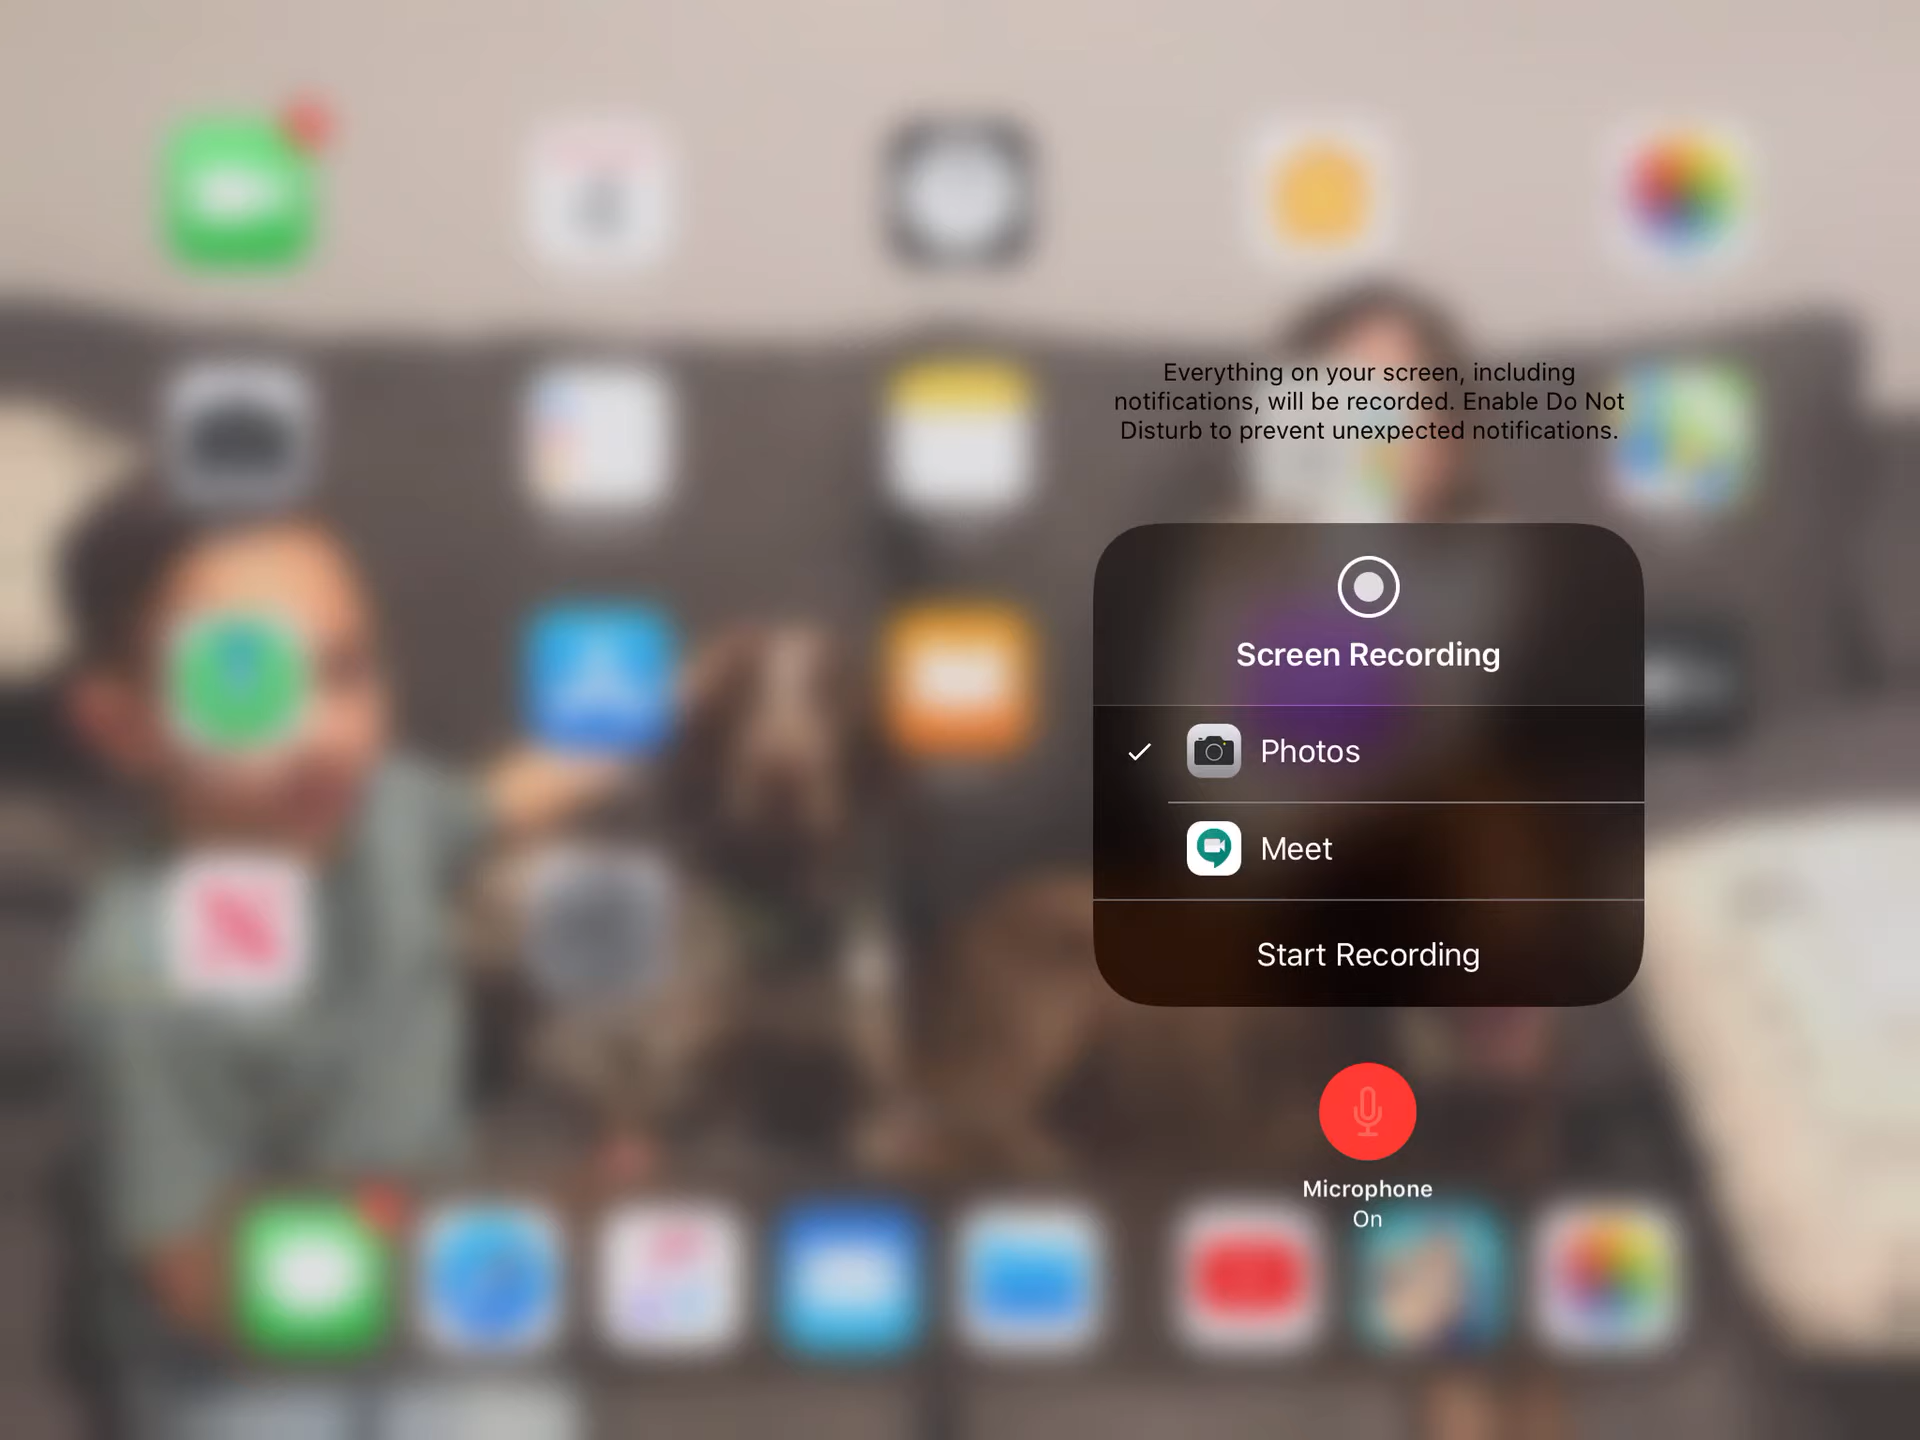 Everything on your screen, including
notifications, will be recorded. Enable Do Not
Disturb to prevent unexpected notifications.
Screen Recording
Photos
Meet
Start Recording
Microphone
On